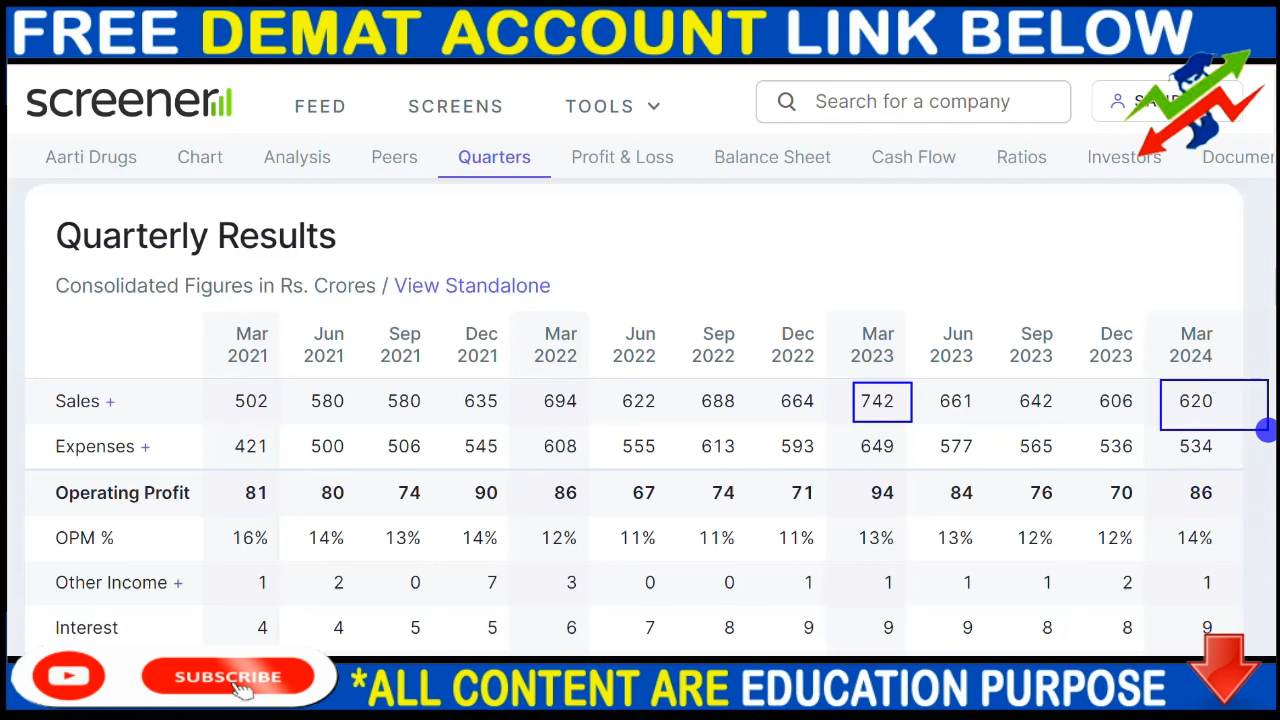 FREE DEMAT ACCOUNT LINK BELOW
screener FEED SCREENS TOOLS Search for a company
Aarti Drugs Chart Analysis Peers Quarters Profit & Loss Balance Sheet Cash Flow Ratios Investors
Quarterly Results
Consolidated Figures in Rs. Crores / View Standalone
Mar 2021 Jun 2021 Sep 2021 Dec 2021 Mar 2022 Jun 2022 Sep 2022 Dec 2022 Mar 2023 Jun 2023 Sep 2023 Dec 2023 Mar 2024
Sales + 502 580 580 635 694 622 688 664 742 661 642 606 620
Expenses + 421 500 506 545 608 555 613 593 649 577 565 536 534
Operating Profit 81 80 74 90 86 67 74 71 94 84 76 70 86
OPM % 16% 14% 13% 14% 12% 11% 11% 11% 13% 13% 12% 12% 14%
Other Income + 1 2 0 7 3 0 0 1 1 1 1 2 1
Interest 4 4 5 5 6 7 8 9 9 9 8 8 9
SUBSCRIBE
*ALL CONTENT ARE EDUCATION PURPOSE